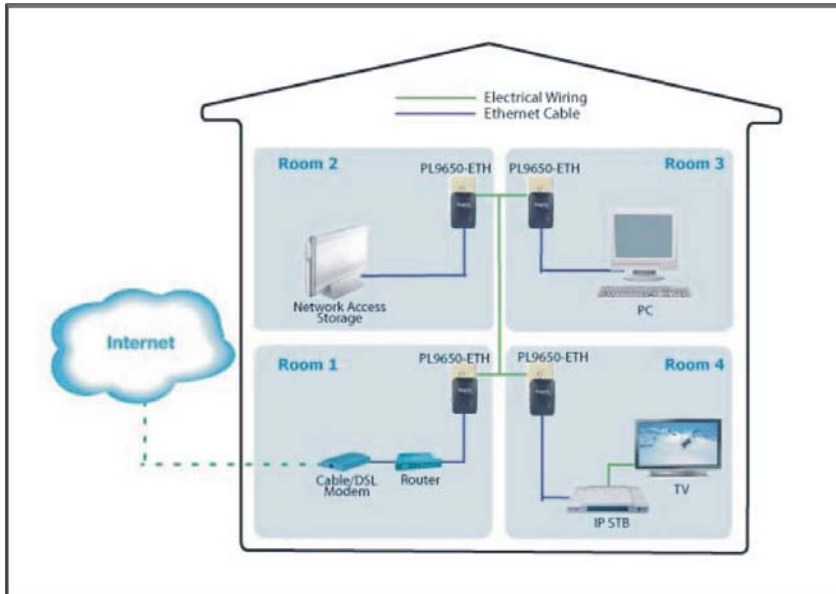 Electrical Wiring
Ethernet Cable
Room 2
PL9650-ETH
Network Access
Storage
PL9650-ETH
Room 3
PC
Internet
Room 1
PL9650-ETH
Cable/DSL
Modem
Router
PL9650-ETH
Room 4
TV
IP STB